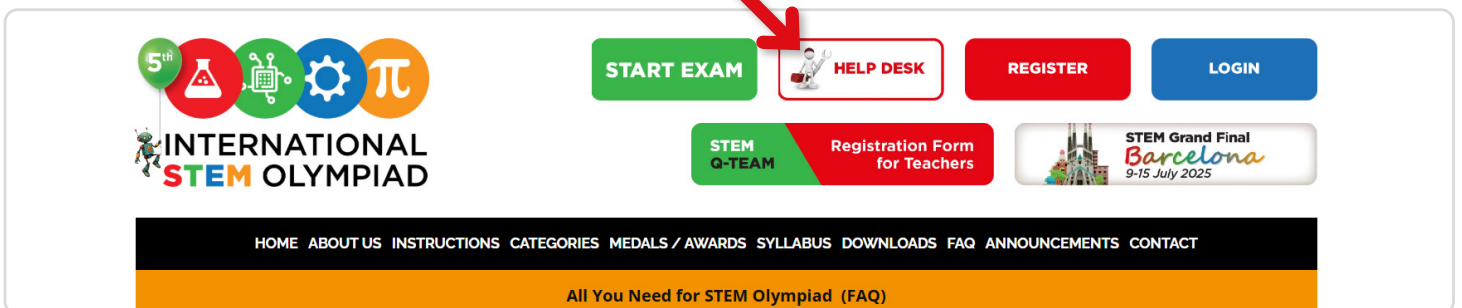 5th
π
INTERNATIONAL
STEM OLYMPIAD
START EXAM
HELP DESK
REGISTER
LOGIN
STEM
Q-TEAM
Registration Form
for Teachers
STEM Grand Final
Barcelona
9-15 July 2025
HOME ABOUT US INSTRUCTIONS CATEGORIES MEDALS / AWARDS SYLLABUS DOWNLOADS FAQ ANNOUNCEMENTS CONTACT
All You Need for STEM Olympiad (FAQ)